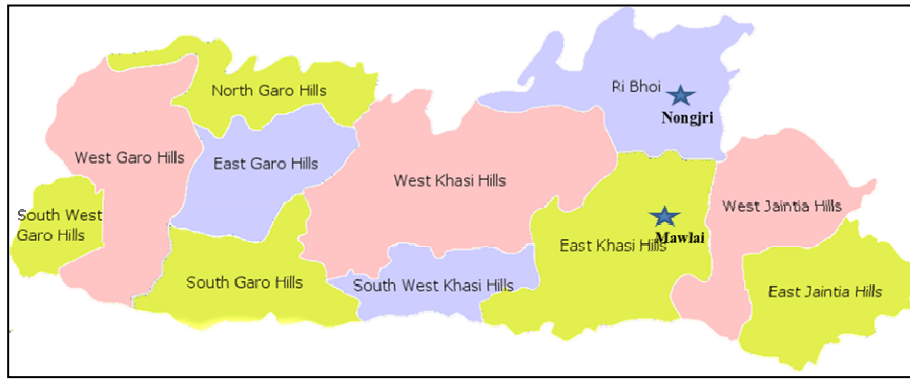 North Garo Hills
Ri Bhoi
Nongjri
West Garo Hills
East Garo Hills
West Khasi Hills
South West
Garo Hills
West Jaintia Hills
East Khasi Hills
Mawlai
South Garo Hills
South West Khasi Hills
East Jaintia Hills